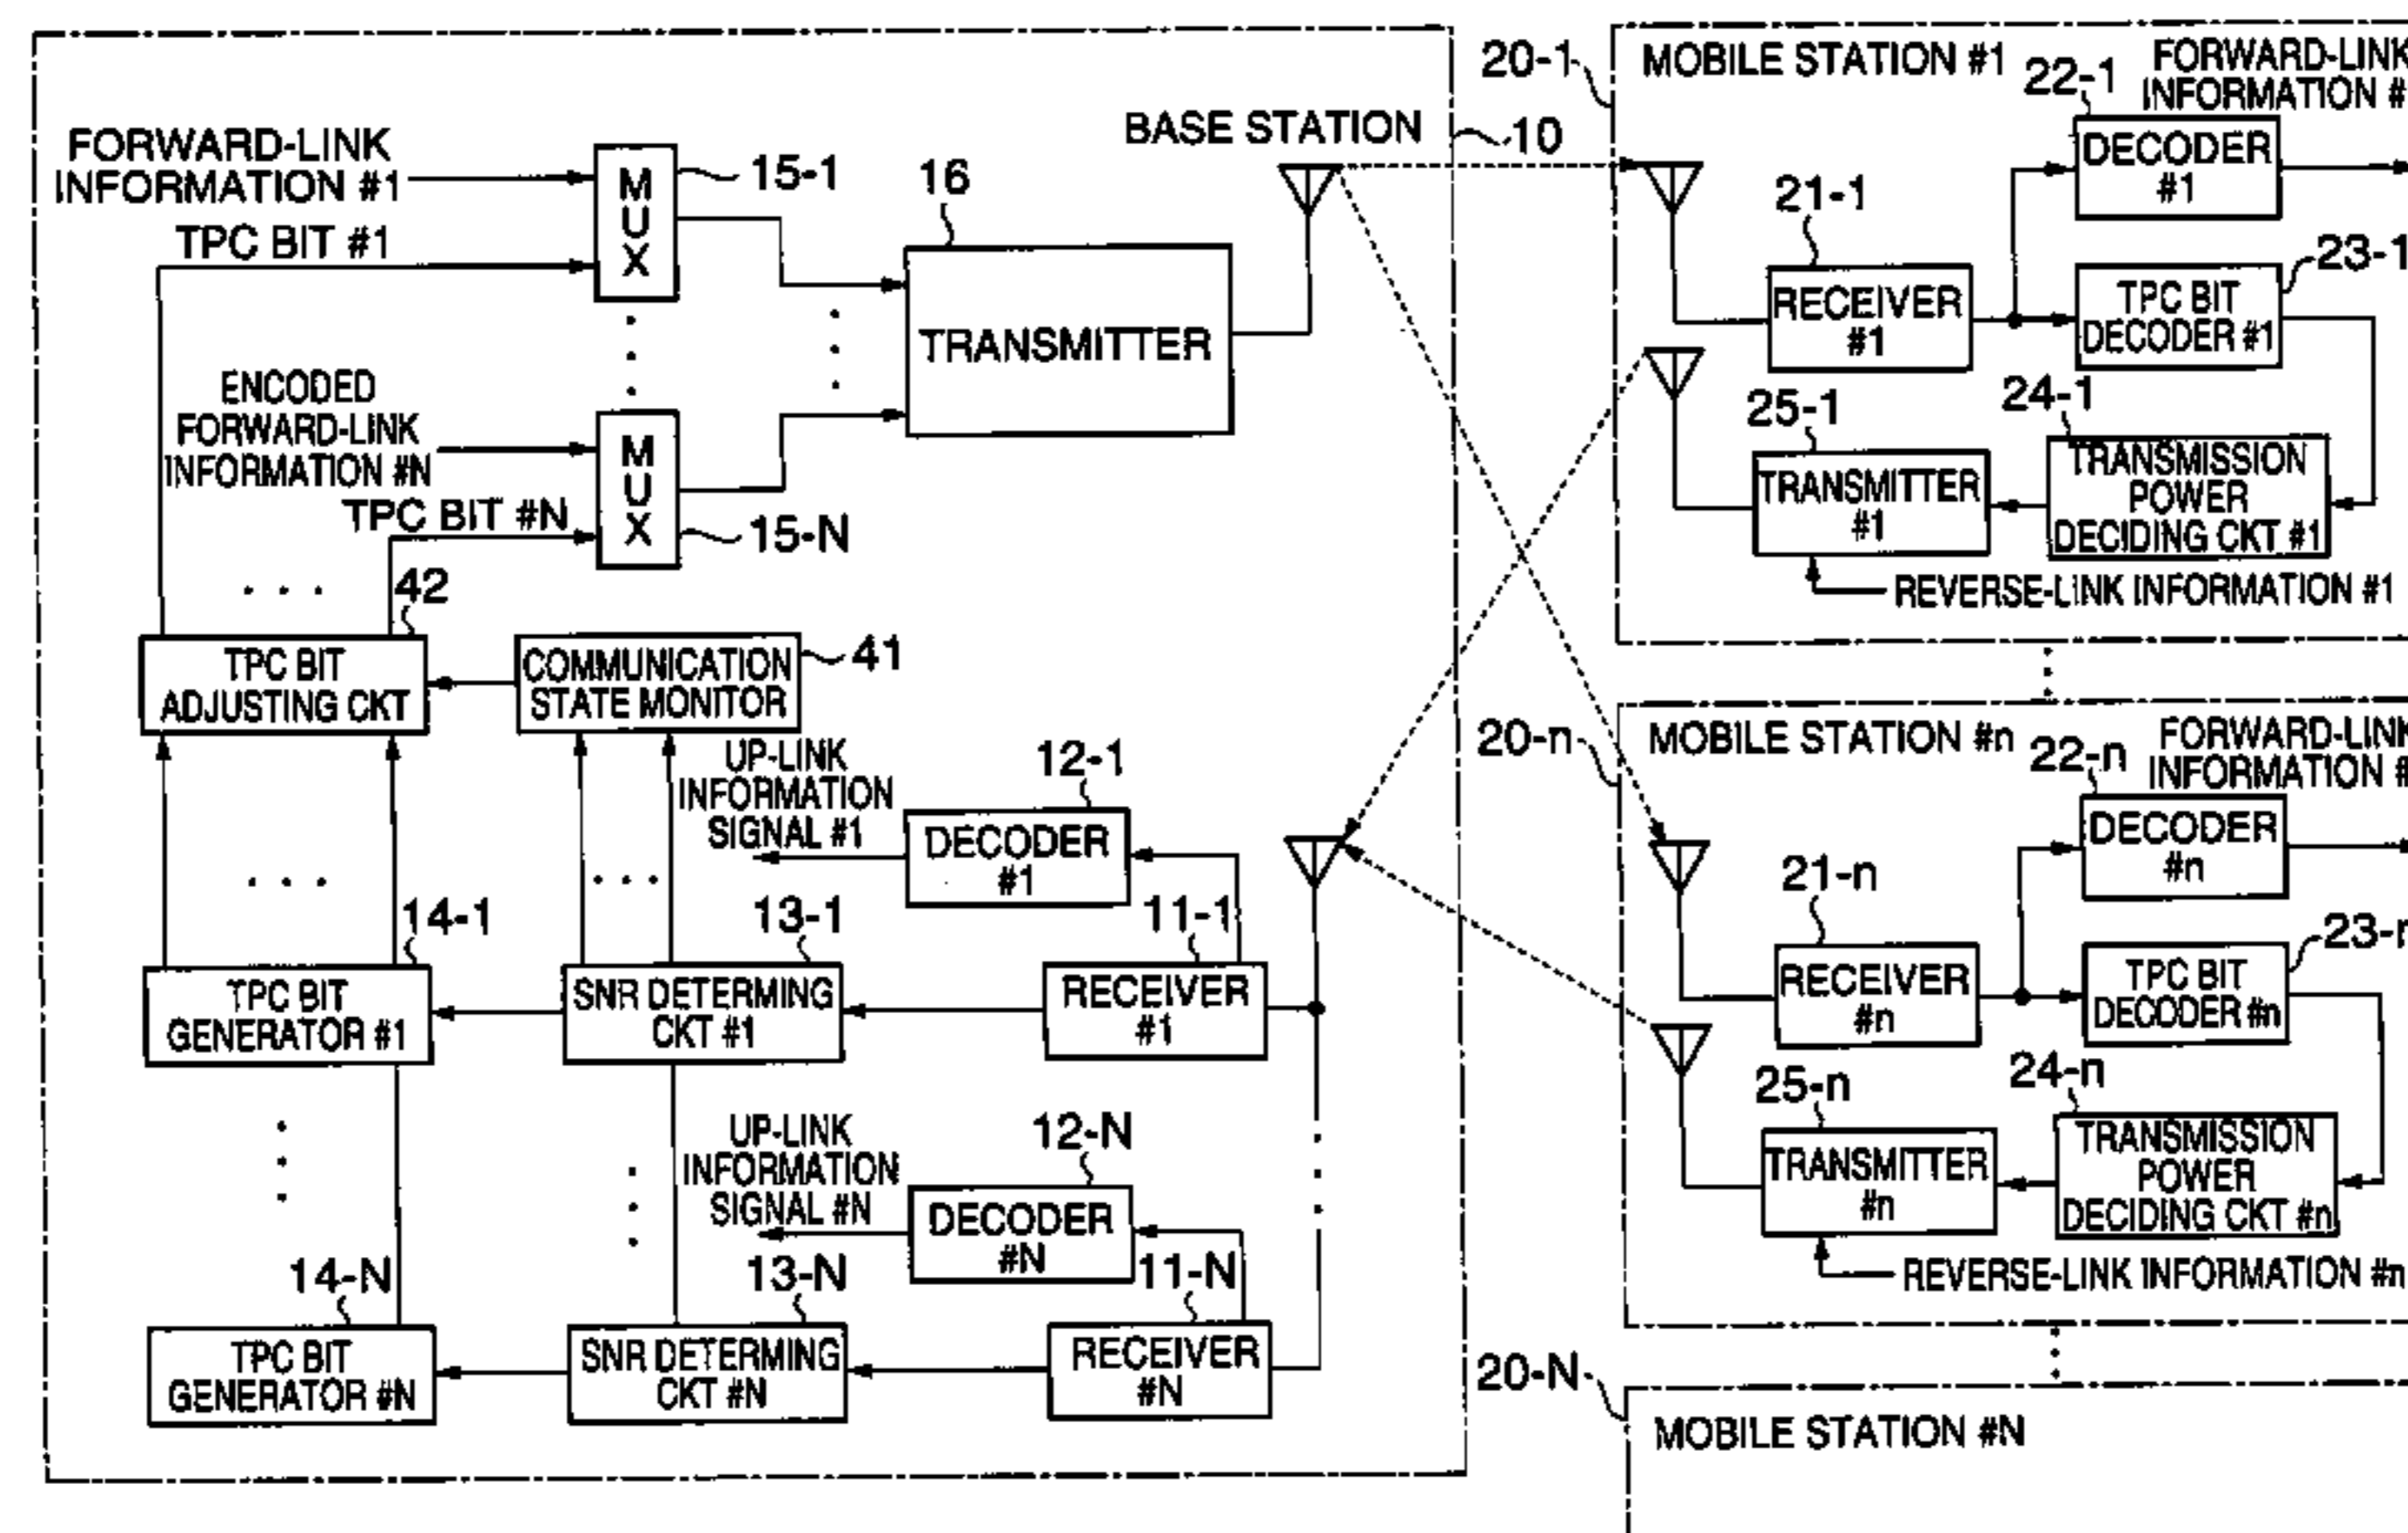 BASE STATION
10
FORWARD-LINK
INFORMATION #1
TPC BIT #1
MUX
15-1
16
TRANSMITTER
ENCODED
FORWARD-LINK
INFORMATION #N
TPC BIT #N
MUX
15-N
42
TPC BIT
ADJUSTING CKT
COMMUNICATION
STATE MONITOR
41
UP-LINK
INFORMATION
SIGNAL #1
12-1
DECODER
#1
14-1
TPC BIT
GENERATOR #1
13-1
SNR DETERMING
CKT #1
11-1
RECEIVER
#1
UP-LINK
INFORMATION
SIGNAL #N
12-N
DECODER
#N
14-N
TPC BIT
GENERATOR #N
13-N
SNR DETERMING
CKT #N
11-N
RECEIVER
#N
20-1
MOBILE STATION #1
22-1
FORWARD-LINK
INFORMATION #
DECODER
#1
21-1
RECEIVER
#1
23-1
TPC BIT
DECODER #1
25-1
TRANSMITTER
#1
24-1
TRANSMISSION
POWER
DECIDING CKT #1
REVERSE-LINK INFORMATION #1
20-n
MOBILE STATION #n
22-n
FORWARD-LINK
INFORMATION #
DECODER
#n
21-n
RECEIVER
#n
23-n
TPC BIT
DECODER #n
25-n
TRANSMITTER
#n
24-n
TRANSMISSION
POWER
DECIDING CKT #n
REVERSE-LINK INFORMATION #n
20-N
MOBILE STATION #N